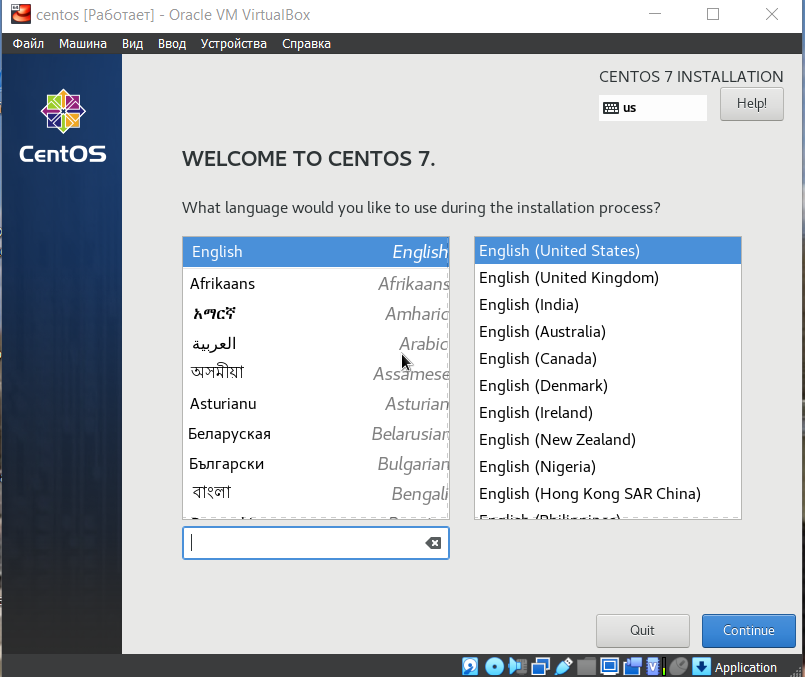 centos [Работает] - Oracle VM VirtualBox
Файл Машина Вид Ввод Устройства Справка
CentOS
CENTOS 7 INSTALLATION
us
Help!
WELCOME TO CENTOS 7.
What language would you like to use during the installation process?
English English
Afrikaans Afrikaans
አማርኛ Amharic
العربية Arabic
অসমীয়া Assamese
Asturianu Asturian
Беларуская Belarusian
Български Bulgarian
বাংলা Bengali
English (United States)
English (United Kingdom)
English (India)
English (Australia)
English (Canada)
English (Denmark)
English (Ireland)
English (New Zealand)
English (Nigeria)
English (Hong Kong SAR China)
English (Philippines)
Quit
Continue
Application